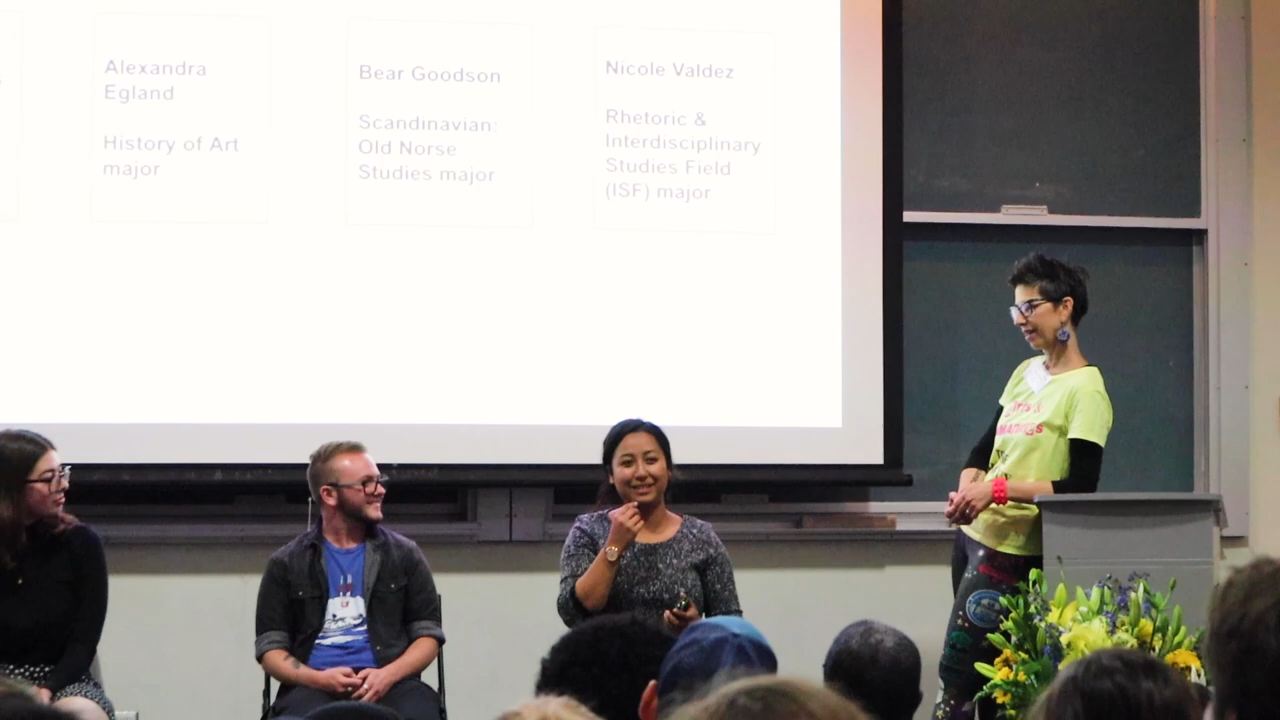 Alexandra
Egland
History of Art
major
Bear Goodson
Scandinavian:
Old Norse
Studies major
Nicole Valdez
Rhetoric &
Interdisciplinary
Studies Field
(ISF) major